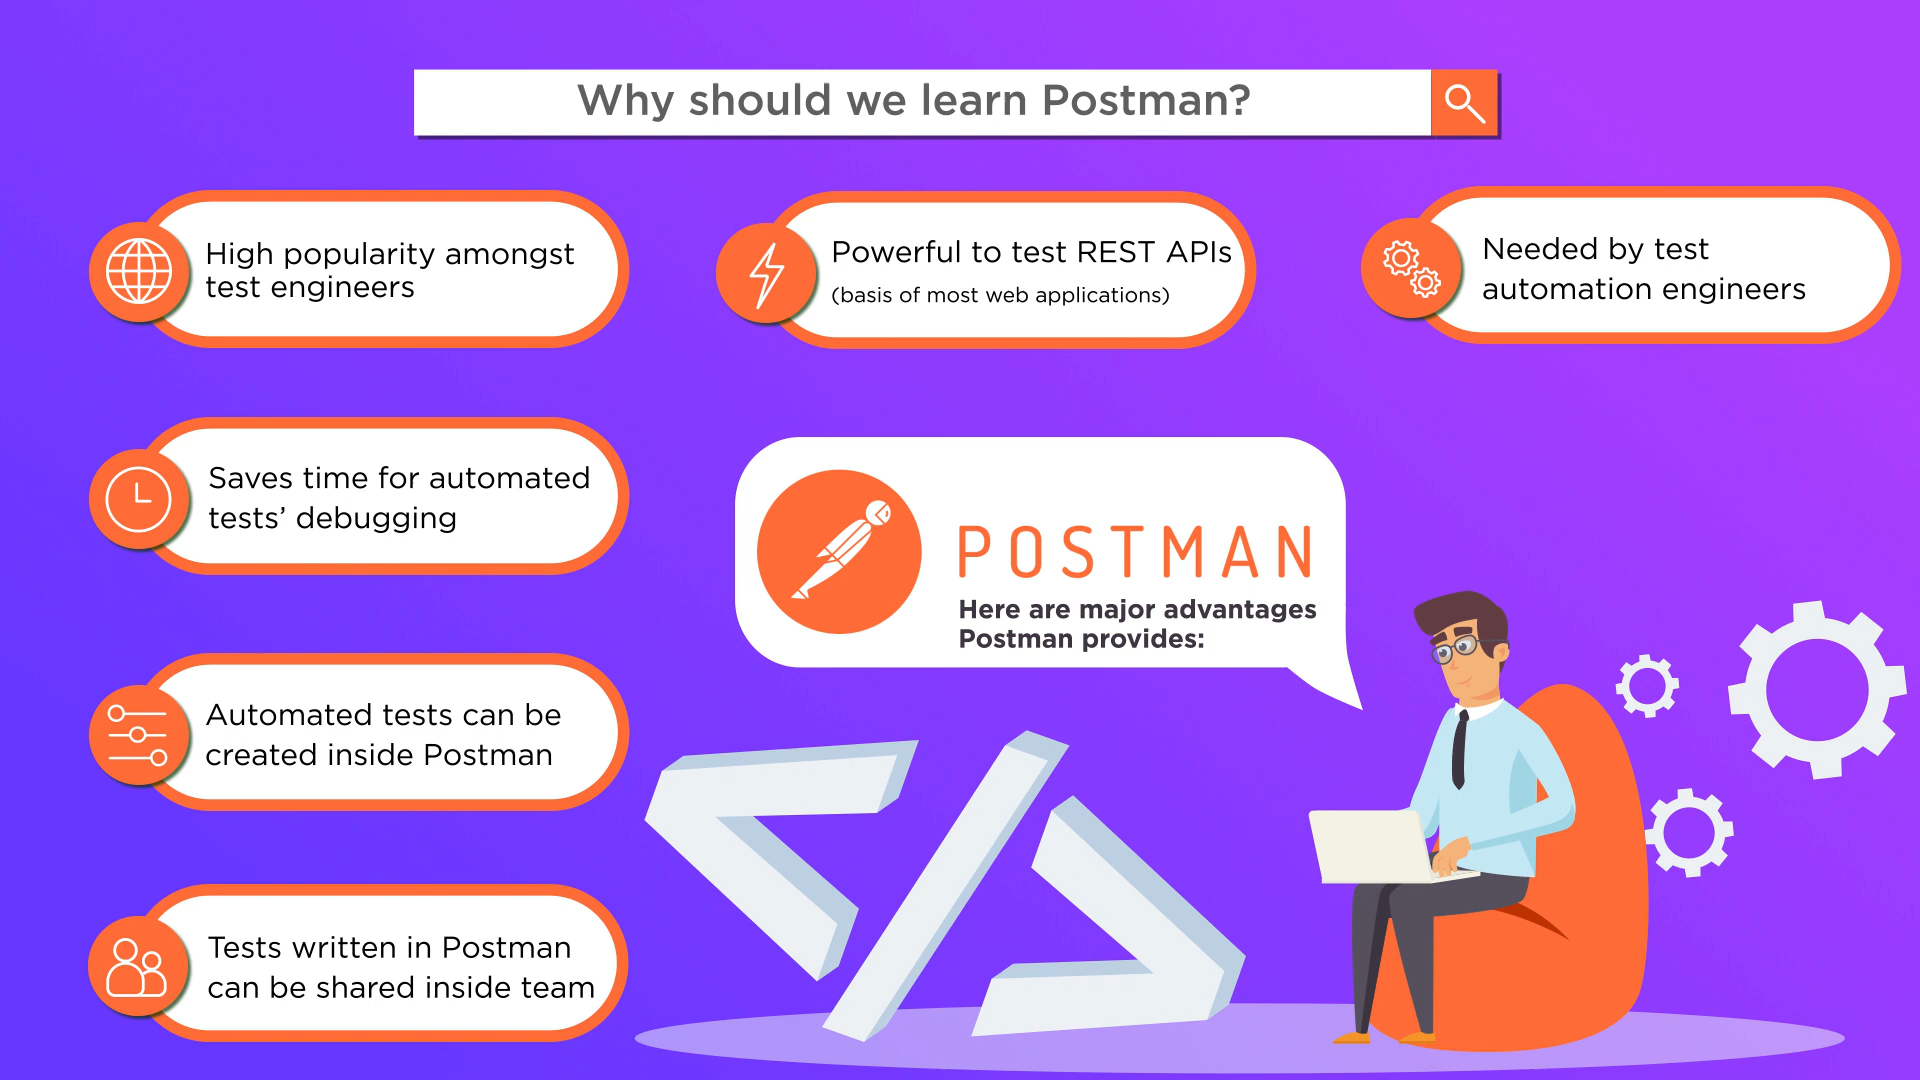 Why should we learn Postman?
High popularity amongst
test engineers
Powerful to test REST APIs
(basis of most web applications)
Needed by test
automation engineers
Saves time for automated
tests’ debugging
POSTMAN
Here are major advantages
Postman provides:
Automated tests can be
created inside Postman
Tests written in Postman
can be shared inside team